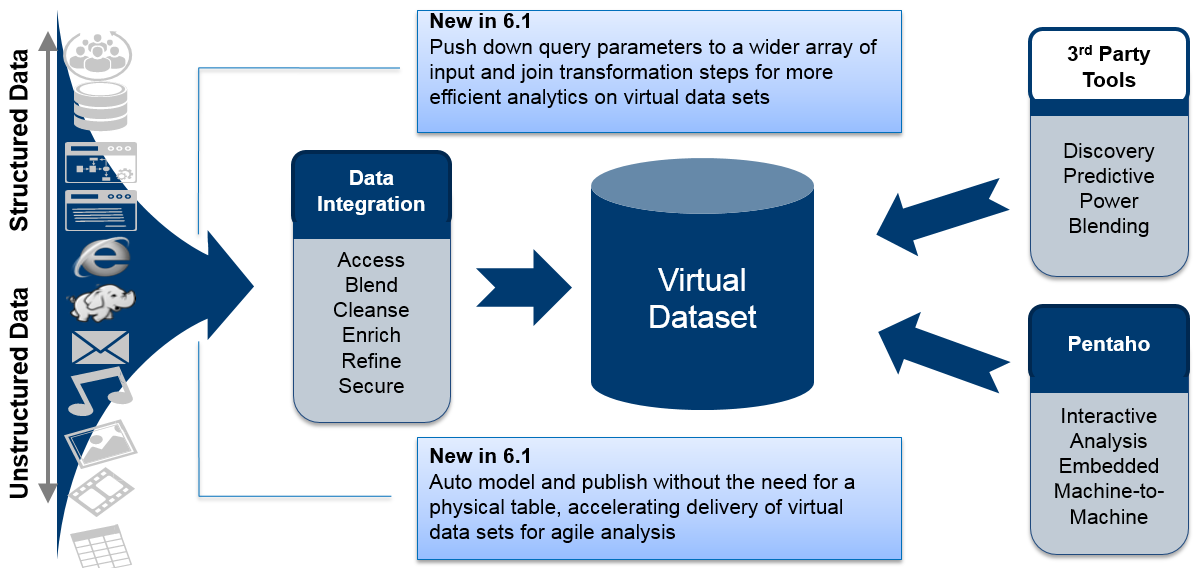 Structured Data
Unstructured Data
New in 6.1
Push down query parameters to a wider array of
input and join transformation steps for more
efficient analytics on virtual data sets
Data
Integration
Access
Blend
Cleanse
Enrich
Refine
Secure
Virtual
Dataset
New in 6.1
Auto model and publish without the need for a
physical table, accelerating delivery of virtual
data sets for agile analysis
3rd Party
Tools
Discovery
Predictive
Power
Blending
Pentaho
Interactive
Analysis
Embedded
Machine-to-
Machine